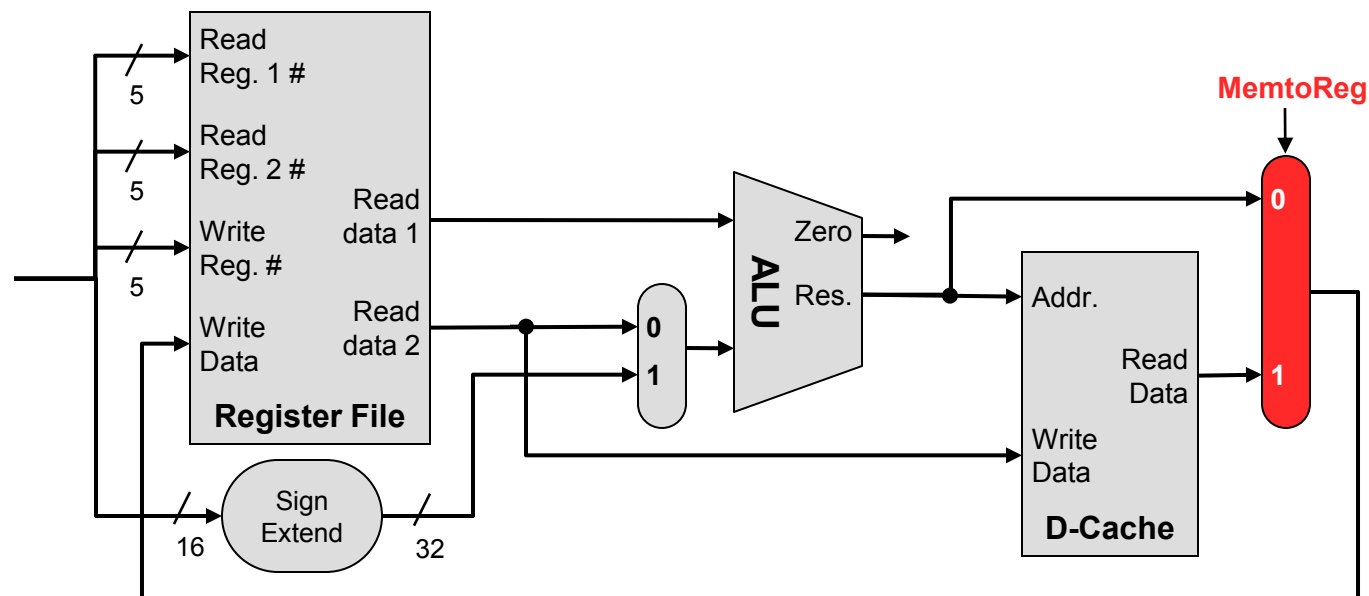 Read
Reg. 1 #
5
Read
Reg. 2 #
5
Write
Reg. #
5
Write
Data
Read
data 1
Read
data 2
Register File
Sign
Extend
16
32
0
1
ALU
Zero
Res.
Addr.
Read
Data
Write
Data
D-Cache
MemtoReg
0
1